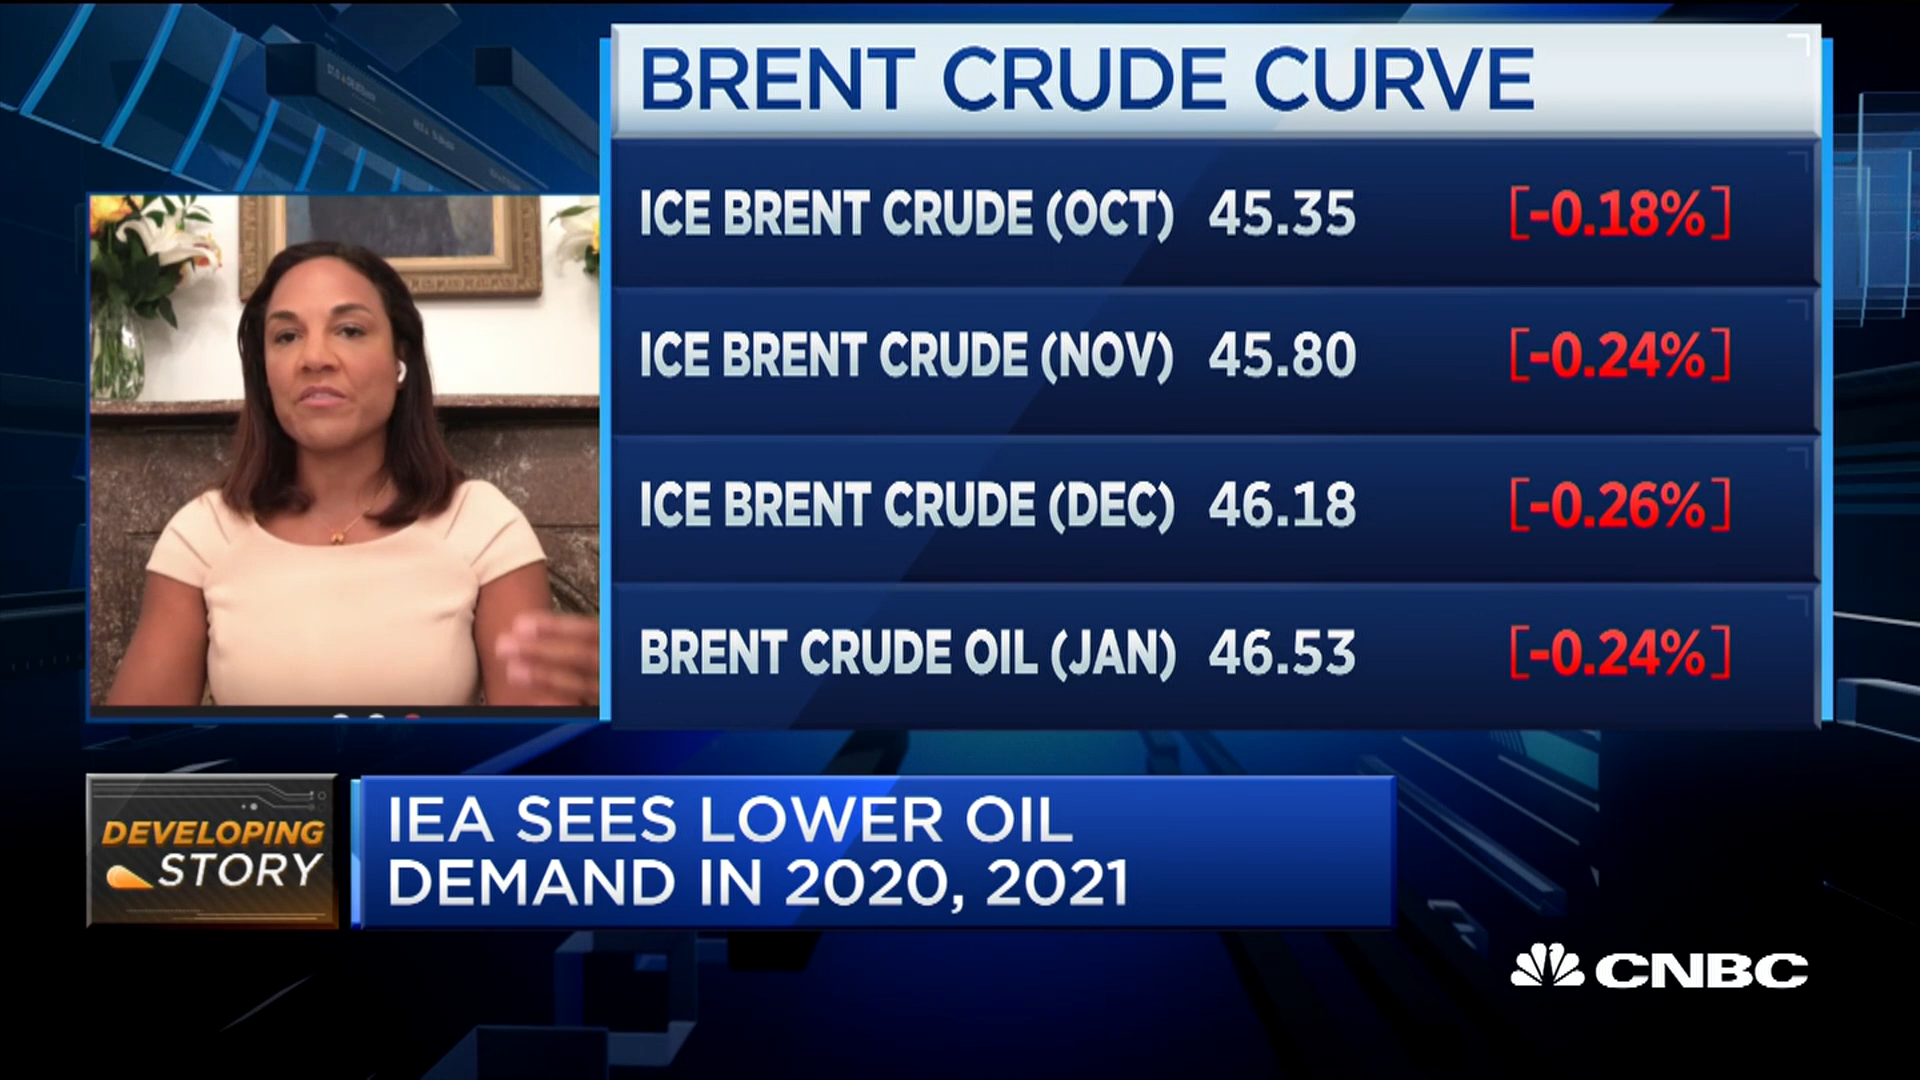 BRENT CRUDE CURVE
ICE BRENT CRUDE (OCT) 45.35 [-0.18%]
ICE BRENT CRUDE (NOV) 45.80 [-0.24%]
ICE BRENT CRUDE (DEC) 46.18 [-0.26%]
BRENT CRUDE OIL (JAN) 46.53 [-0.24%]
DEVELOPING
STORY
IEA SEES LOWER OIL
DEMAND IN 2020, 2021
CNBC